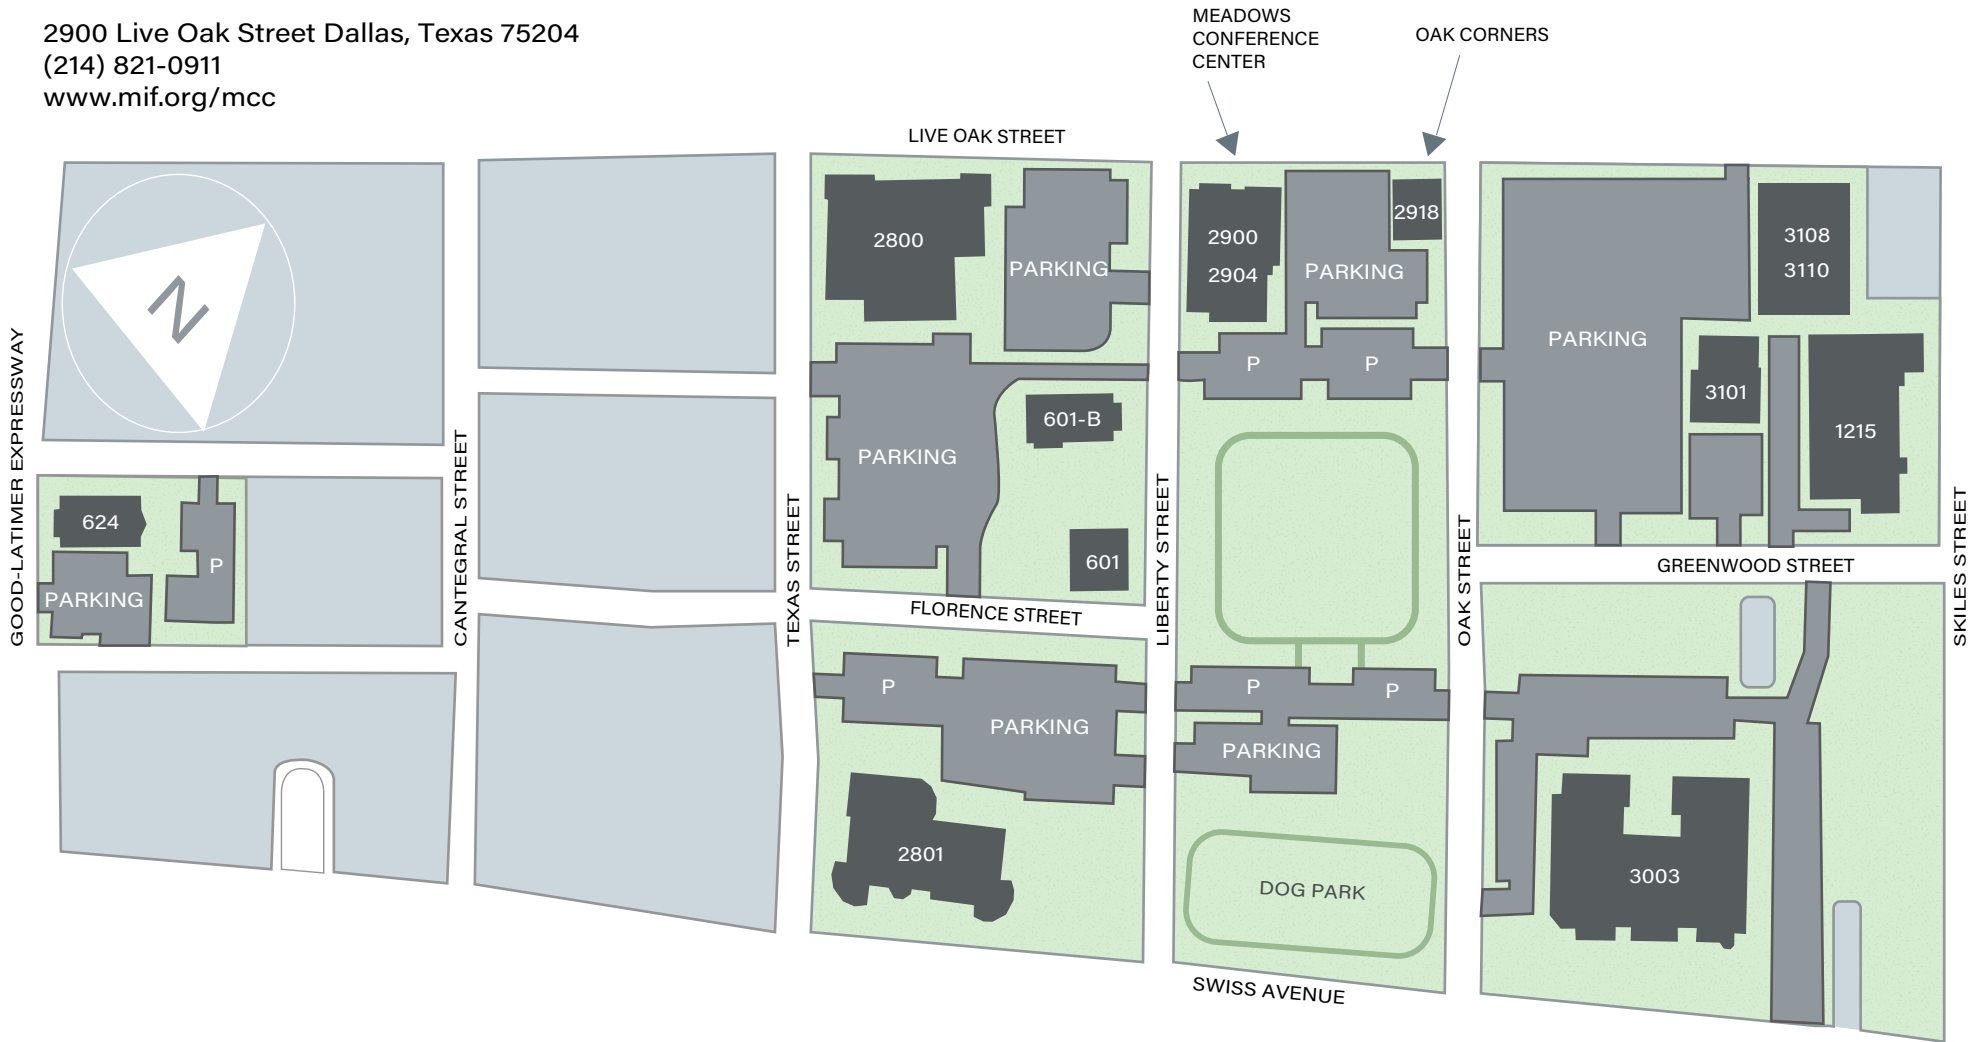 2900 Live Oak Street Dallas, Texas 75204
(214) 821-0911
www.mif.org/mcc
MEADOWS
CONFERENCE
CENTER
OAK CORNERS
LIVE OAK STREET
2800
PARKING
2900
2904
PARKING
2918
3108
3110
PARKING
P
P
3101
1215
601-B
PARKING
601
N
624
P
PARKING
GOOD-LATIMER EXPRESSWAY
CANTEGRAL STREET
TEXAS STREET
LIBERTY STREET
OAK STREET
SKILES STREET
GREENWOOD STREET
FLORENCE STREET
P
PARKING
P
P
PARKING
2801
DOG PARK
3003
SWISS AVENUE